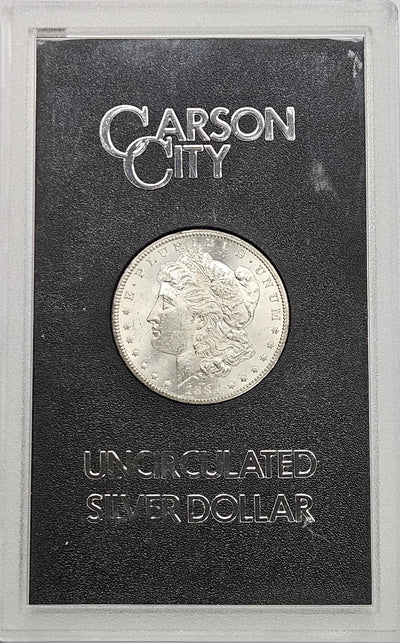 CARSON
CITY
E · PLURIBUS · UNUM
UNCIRCULATED
SILVER DOLLAR